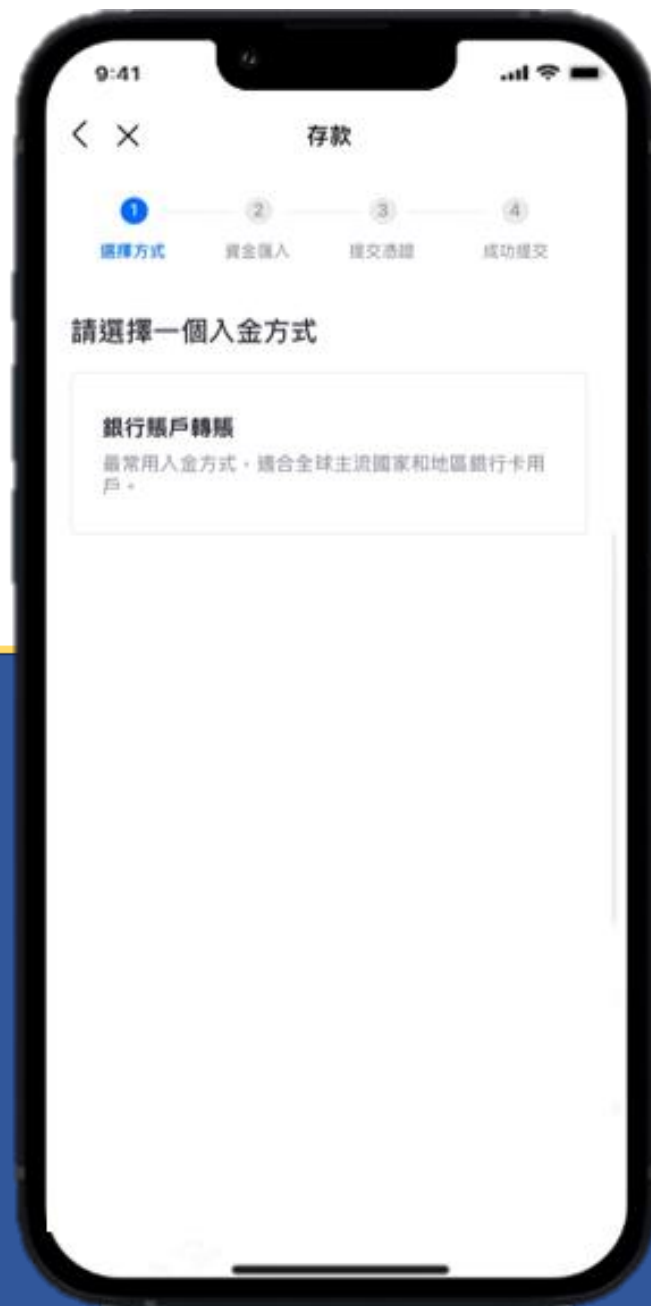 9:41
存款
1 2 3 4
選擇方式 資金匯入 提交憑證 成功提交
請選擇一個入金方式
銀行賬戶轉賬
最常用入金方式，適合全球主流國家和地區銀行卡用
戶。